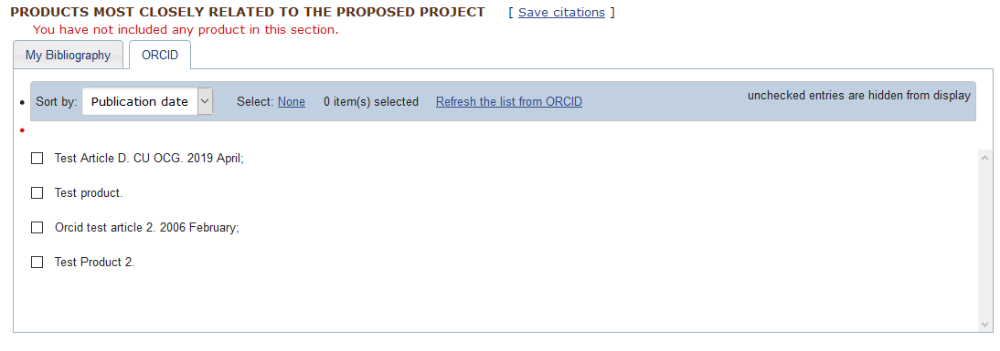 PRODUCTS MOST CLOSELY RELATED TO THE PROPOSED PROJECT [ Save citations ]
You have not included any product in this section.
My Bibliography ORCID
Sort by: Publication date Select: None 0 item(s) selected Refresh the list from ORCID unchecked entries are hidden from display
Test Article D. CU OCG. 2019 April;
Test product.
Orcid test article 2. 2006 February;
Test Product 2.